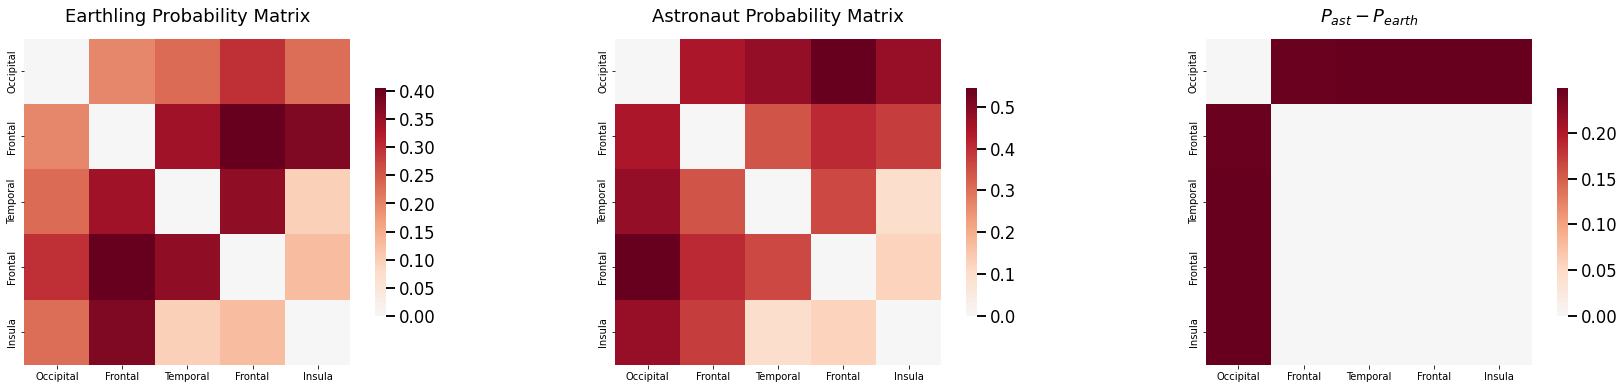 Earthling Probability Matrix
Occipital
Frontal
Temporal
Frontal
Insula
Occipital Frontal Temporal Frontal Insula
0.40
0.35
0.30
0.25
0.20
0.15
0.10
0.05
0.00
Astronaut Probability Matrix
Occipital
Frontal
Temporal
Frontal
Insula
Occipital Frontal Temporal Frontal Insula
0.5
0.4
0.3
0.2
0.1
0.0
P_ast − P_earth
Occipital
Frontal
Temporal
Frontal
Insula
Occipital Frontal Temporal Frontal Insula
0.20
0.15
0.10
0.05
0.00